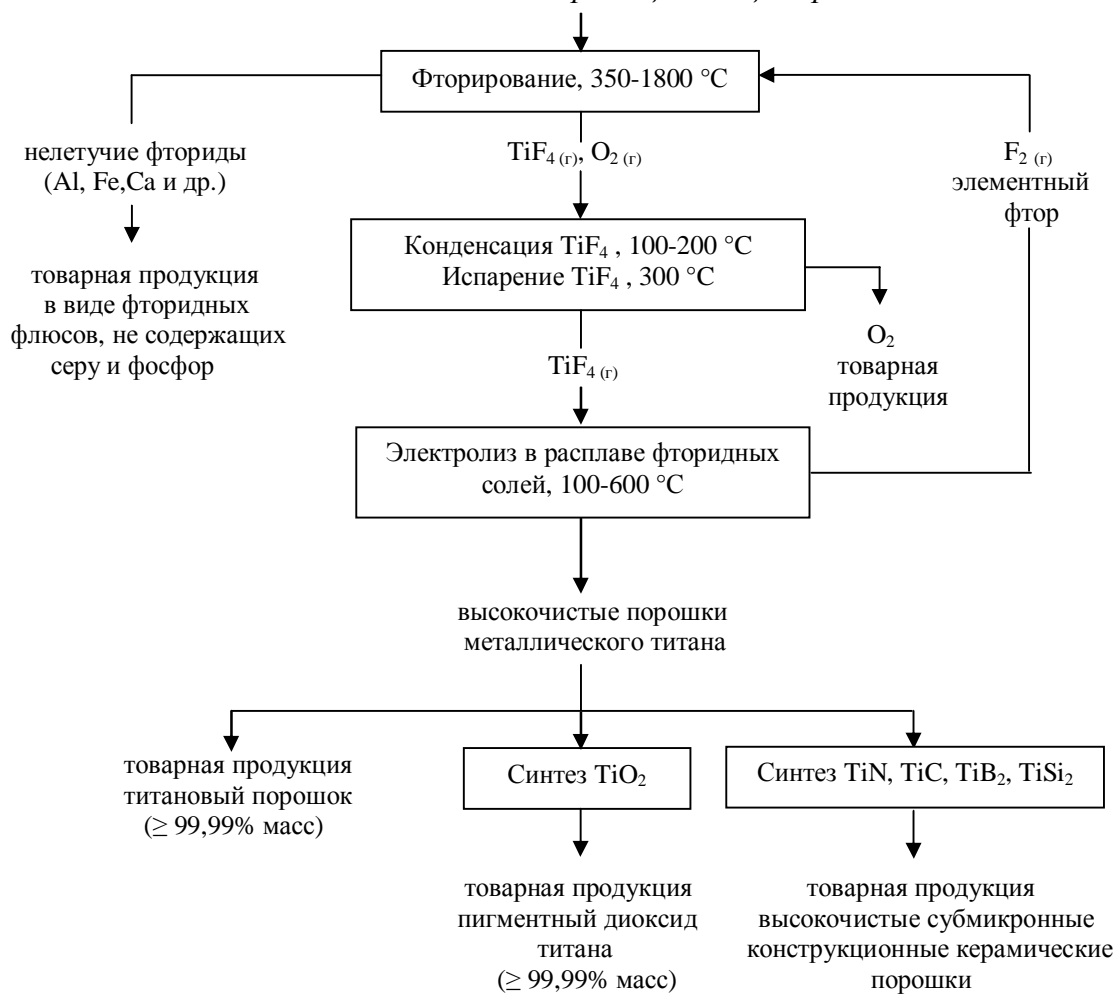 Фторирование, 350-1800 °С
нелетучие фториды
(Al, Fe,Ca и др.)
TiF4 (г), O2 (г)
F2 (г)
элементный
фтор
Конденсация TiF4 , 100-200 °С
Испарение TiF4 , 300 °С
товарная продукция
в виде фторидных
флюсов, не содержащих
серу и фосфор
O2
товарная
продукция
TiF4 (г)
Электролиз в расплаве фторидных
солей, 100-600 °С
высокочистые порошки
металлического титана
товарная продукция
титановый порошок
(≥ 99,99% масс)
Синтез TiO2
Синтез TiN, TiC, TiB2, TiSi2
товарная продукция
пигментный диоксид
титана
(≥ 99,99% масс)
товарная продукция
высокочистые субмикронные
конструкционные керамические
порошки